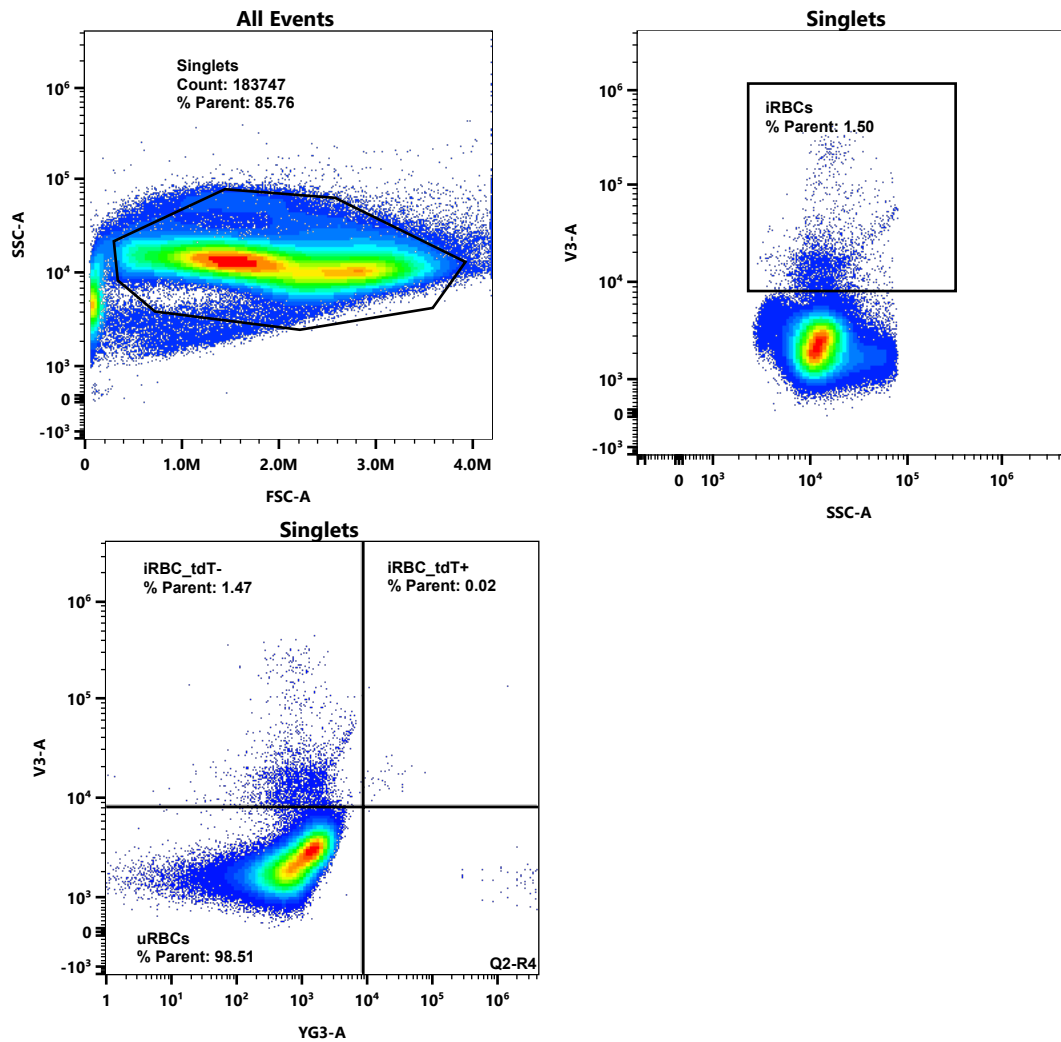 All Events
Singlets
Count: 183747
% Parent: 85.76
10⁶
10⁵
10⁴
10³
0
-10³
SSC-A
0
1.0M
2.0M
3.0M
4.0M
FSC-A
Singlets
iRBCs
% Parent: 1.50
10⁶
10⁵
10⁴
10³
0
-10³
V3-A
0
10³
10⁴
10⁵
10⁶
SSC-A
Singlets
iRBC_tdT-
% Parent: 1.47
iRBC_tdT+
% Parent: 0.02
10⁶
10⁵
10⁴
10³
0
-10³
V3-A
uRBCs
% Parent: 98.51
Q2-R4
1
10¹
10²
10³
10⁴
10⁵
10⁶
YG3-A